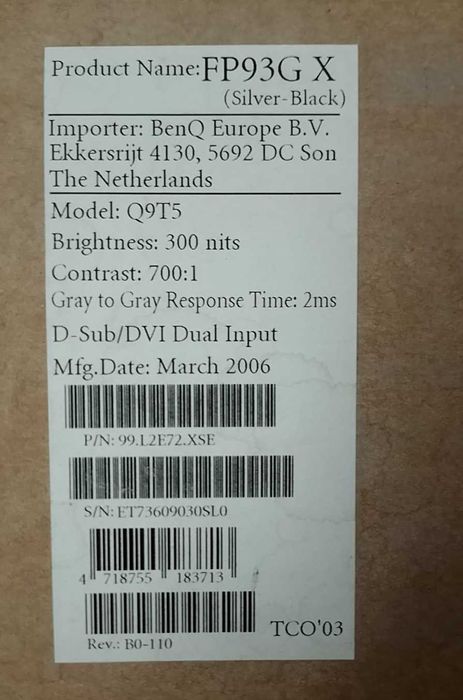 Product Name:FP93G X
(Silver-Black)
Importer: BenQ Europe B.V.
Ekkersrijt 4130, 5692 DC Son
The Netherlands
Model: Q9T5
Brightness: 300 nits
Contrast: 700:1
Gray to Gray Response Time: 2ms
D-Sub/DVI Dual Input
Mfg.Date: March 2006
P/N: 99.L2E72.XSE
S/N: ET73609030SL0
4 718755 183713
TCO'03
Rev.: B0-110